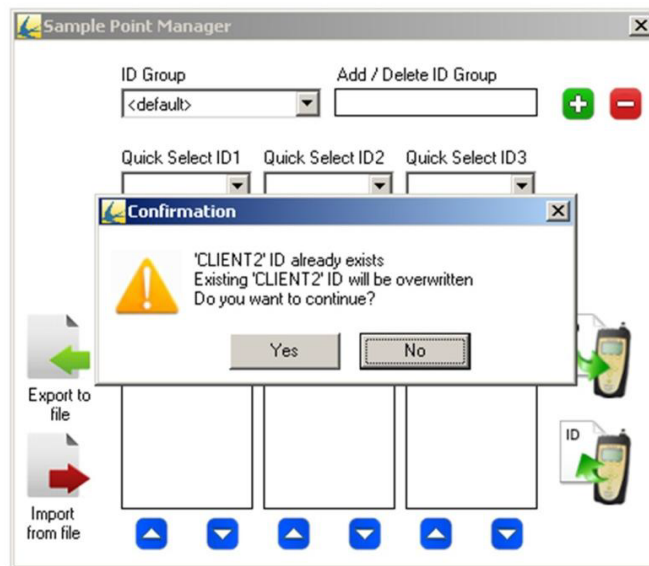 Sample Point Manager
ID Group
Add / Delete ID Group
<default>
Quick Select ID1
Quick Select ID2
Quick Select ID3
Confirmation
'CLIENT2' ID already exists
Existing 'CLIENT2' ID will be overwritten
Do you want to continue?
Yes
No
Export to
file
ID
Import
from file